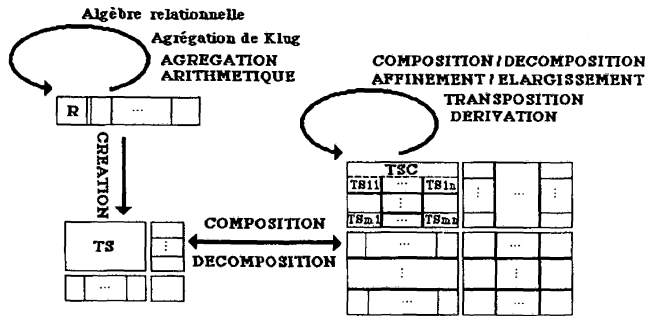 Algèbre relationnelle
Agrégation de Klug
AGREGATION
ARITHMETIQUE
R
...
CREATION
TS
...
...
COMPOSITION
DECOMPOSITION
COMPOSITION / DECOMPOSITION
AFFINEMENT / ELARGISSEMENT
TRANSPOSITION
DERIVATION
TSC
TS11 ... TS1n
...
TSm1 ... TSmn
... ... ...
...
...
...
... ... ...